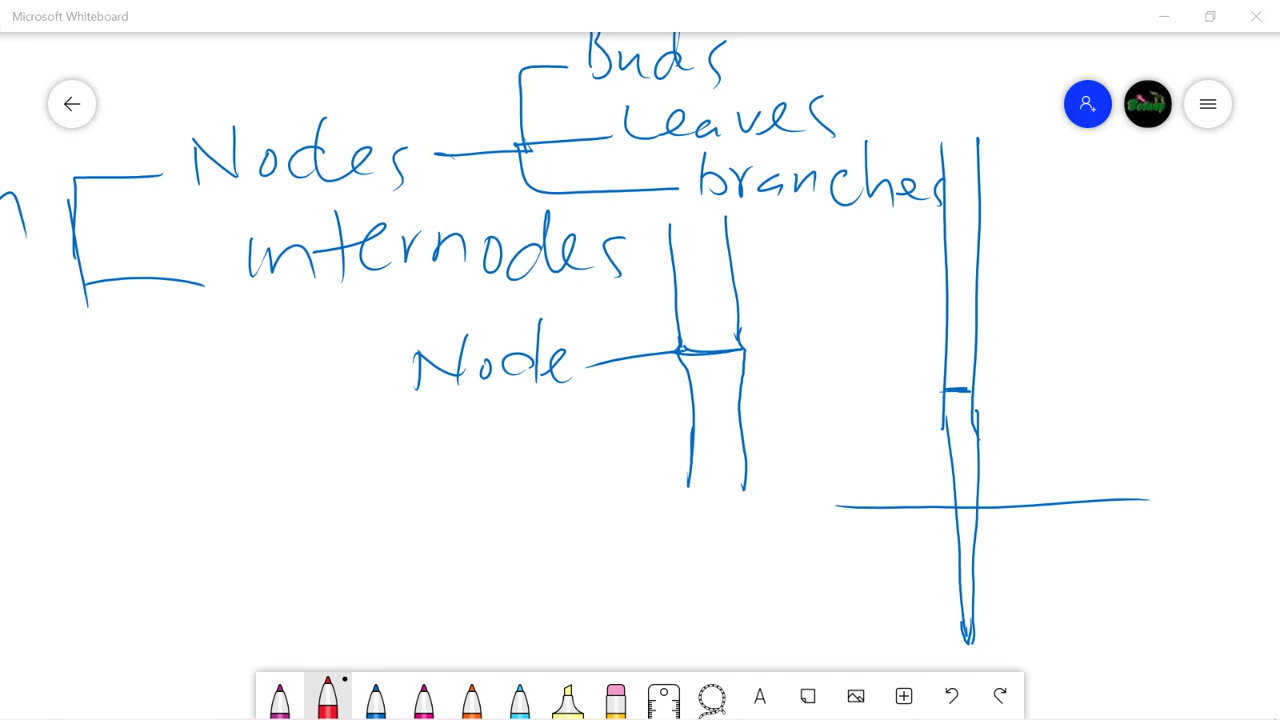 Microsoft Whiteboard
Buds
Leaves
Nodes
branches
internodes
Node